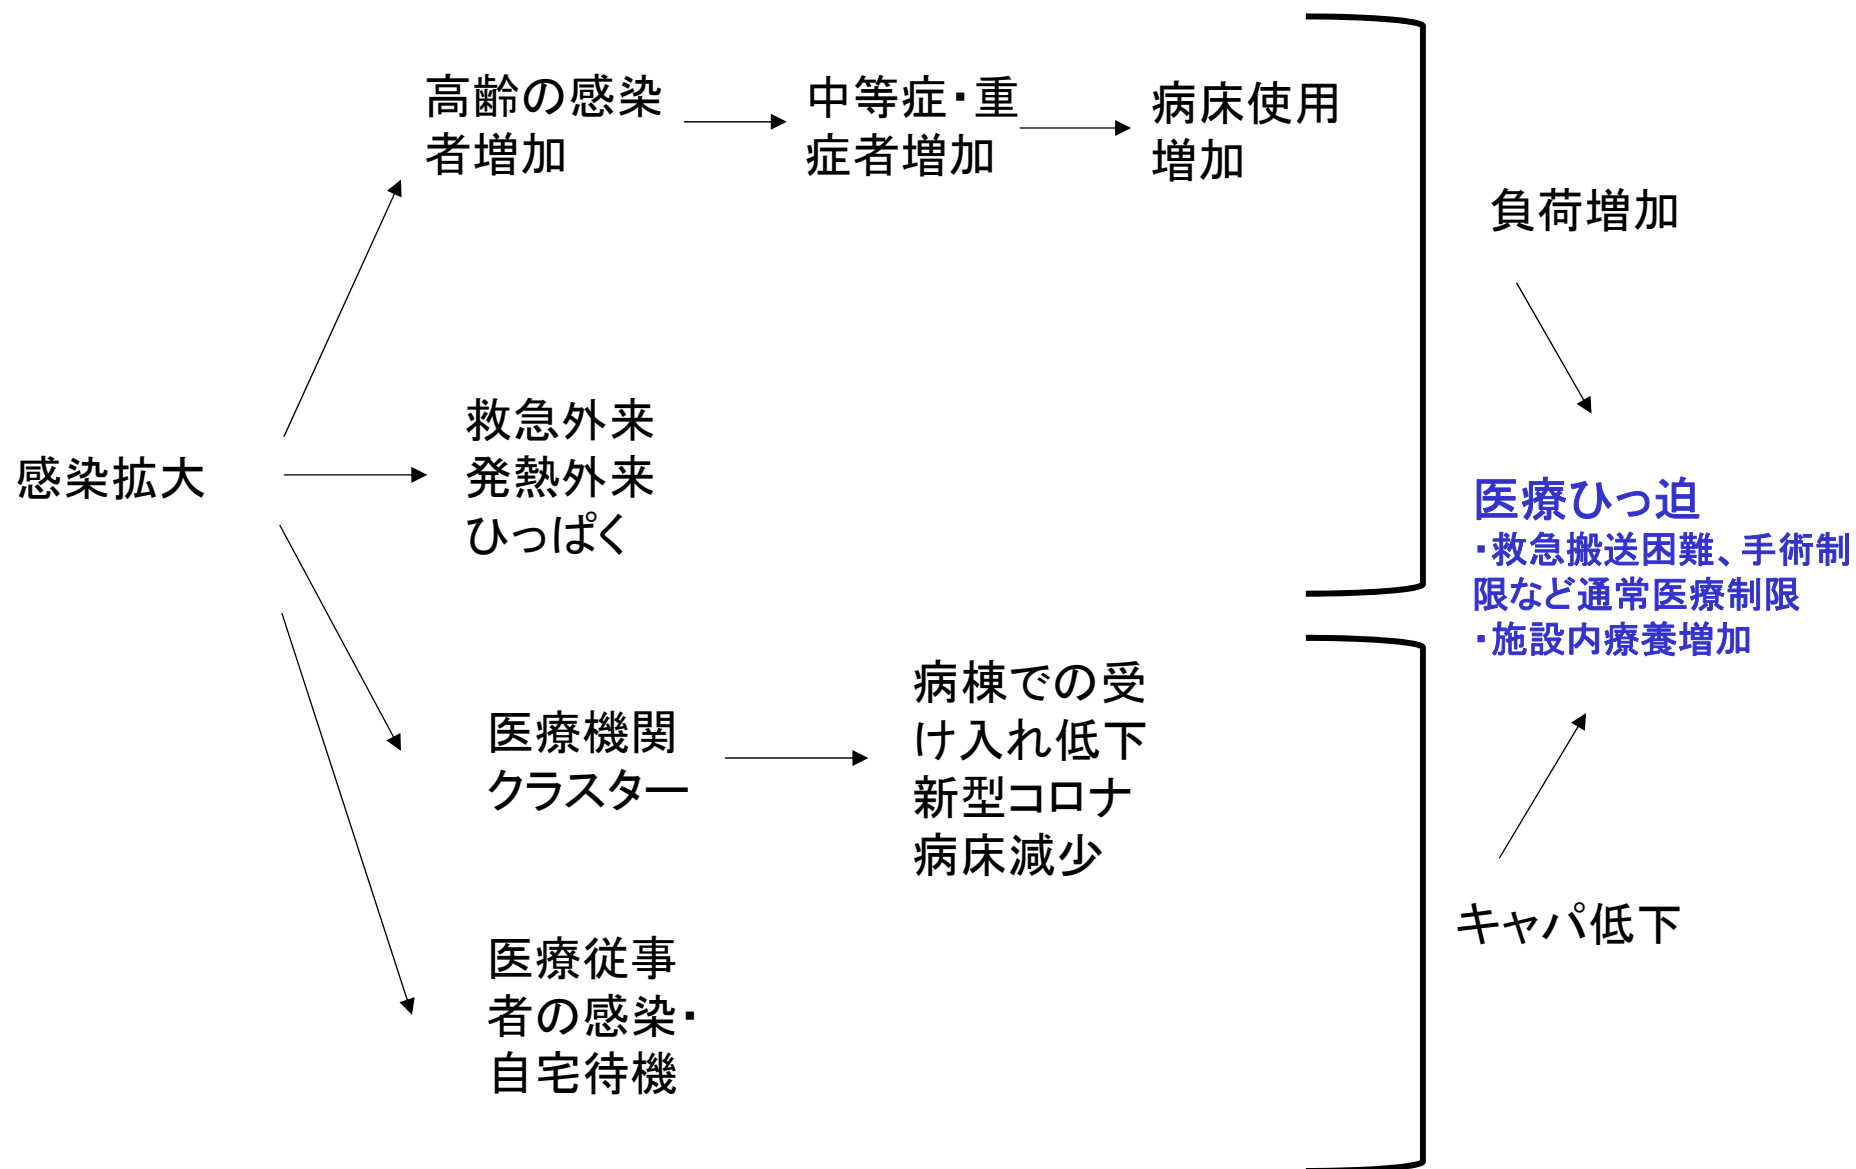 高齢の感染
者増加
中等症・重
症者増加
病床使用
増加
負荷増加
感染拡大
救急外来
発熱外来
ひっぱく
医療ひっ迫
・救急搬送困難、手術制
限など通常医療制限
・施設内療養増加
医療機関
クラスター
病棟での受
け入れ低下
新型コロナ
病床減少
キャパ低下
医療従事
者の感染・
自宅待機